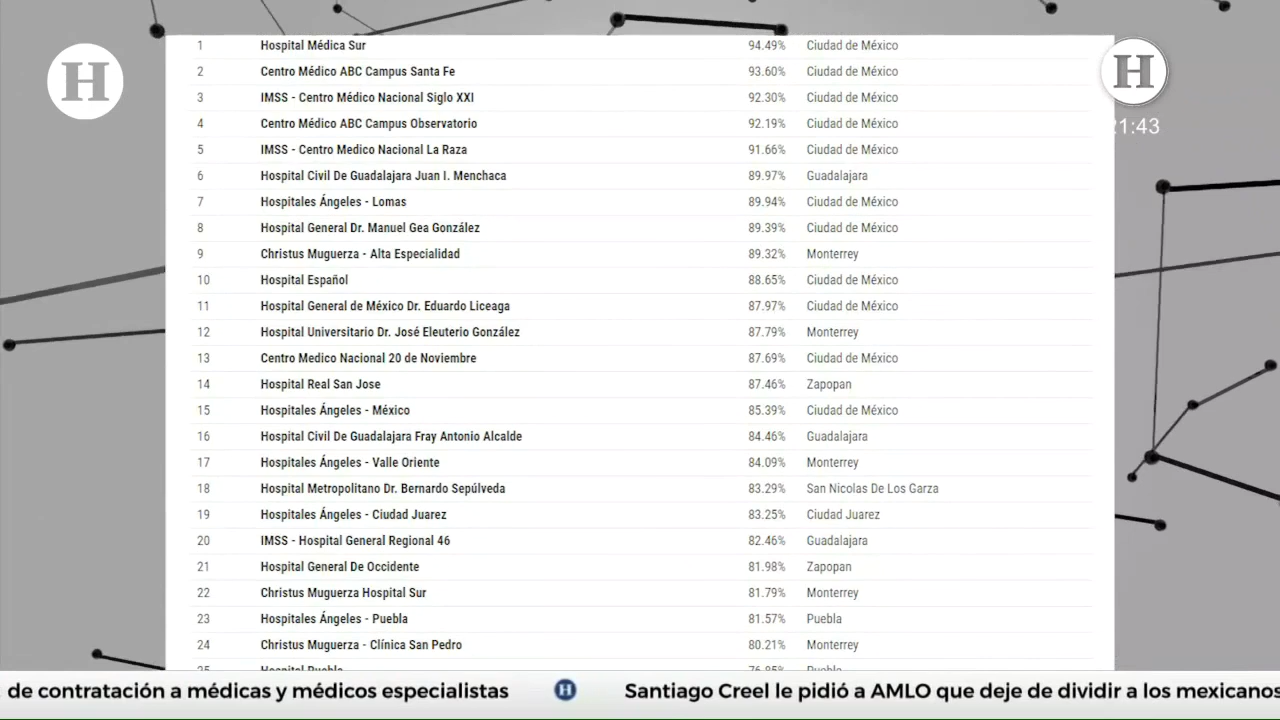 H
H
21:43
1 Hospital Médica Sur 94.49% Ciudad de México
2 Centro Médico ABC Campus Santa Fe 93.60% Ciudad de México
3 IMSS - Centro Médico Nacional Siglo XXI 92.30% Ciudad de México
4 Centro Médico ABC Campus Observatorio 92.19% Ciudad de México
5 IMSS - Centro Medico Nacional La Raza 91.66% Ciudad de México
6 Hospital Civil De Guadalajara Juan I. Menchaca 89.97% Guadalajara
7 Hospitales Ángeles - Lomas 89.94% Ciudad de México
8 Hospital General Dr. Manuel Gea González 89.39% Ciudad de México
9 Christus Muguerza - Alta Especialidad 89.32% Monterrey
10 Hospital Español 88.65% Ciudad de México
11 Hospital General de México Dr. Eduardo Liceaga 87.97% Ciudad de México
12 Hospital Universitario Dr. José Eleuterio González 87.79% Monterrey
13 Centro Medico Nacional 20 de Noviembre 87.69% Ciudad de México
14 Hospital Real San Jose 87.46% Zapopan
15 Hospitales Ángeles - México 85.39% Ciudad de México
16 Hospital Civil De Guadalajara Fray Antonio Alcalde 84.46% Guadalajara
17 Hospitales Ángeles - Valle Oriente 84.09% Monterrey
18 Hospital Metropolitano Dr. Bernardo Sepúlveda 83.29% San Nicolas De Los Garza
19 Hospitales Ángeles - Ciudad Juarez 83.25% Ciudad Juarez
20 IMSS - Hospital General Regional 46 82.46% Guadalajara
21 Hospital General De Occidente 81.98% Zapopan
22 Christus Muguerza Hospital Sur 81.79% Monterrey
23 Hospitales Ángeles - Puebla 81.57% Puebla
24 Christus Muguerza - Clínica San Pedro 80.21% Monterrey
25 Hospital Puebla 76.85% Puebla
de contratación a médicas y médicos especialistas H Santiago Creel le pidió a AMLO que deje de dividir a los mexicanos